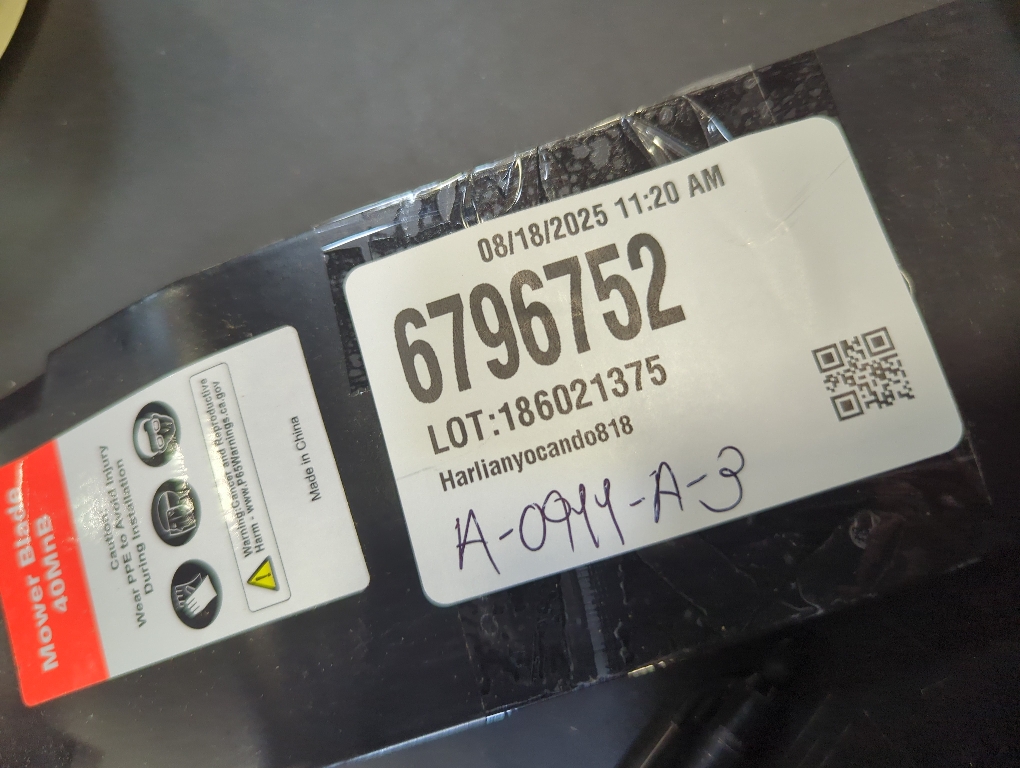 08/18/2025 11:20 AM
6796752
LOT:186021375
Harlianyocando818
A-0944-A-3
Mower Blade
40MnB
Caution:
Wear PPE to Avoid Injury
During Installation
Warning:Cancer and Reproductive
Harm - www.P65Warnings.ca.gov
Made in China